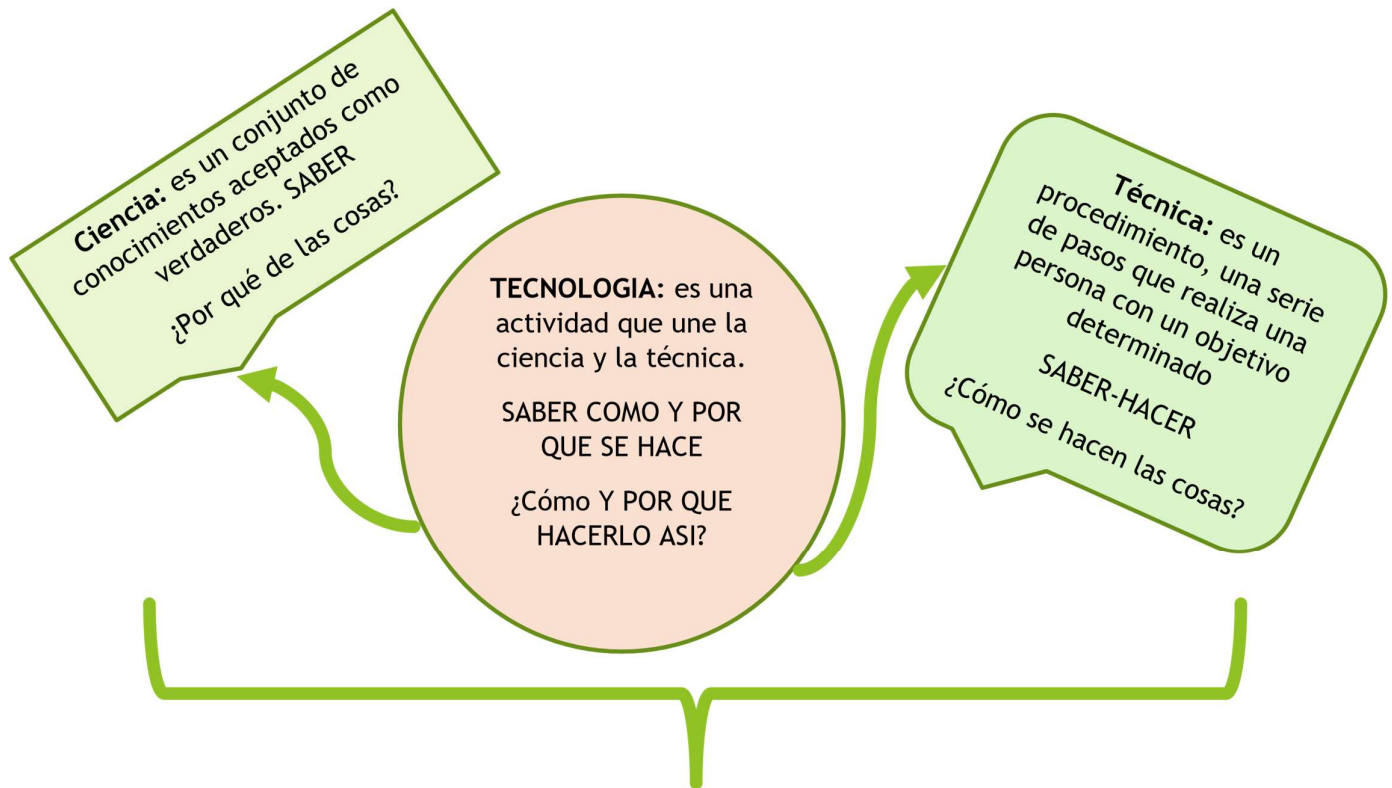 Ciencia: es un conjunto de
conocimientos aceptados como
verdaderos. SABER
¿Por qué de las cosas?
TECNOLOGIA: es una
actividad que une la
ciencia y la técnica.
SABER COMO Y POR
QUE SE HACE
¿Cómo Y POR QUE
HACERLO ASI?
Técnica: es un
procedimiento, una serie
de pasos que realiza una
persona con un objetivo
determinado
SABER-HACER
¿Cómo se hacen las cosas?